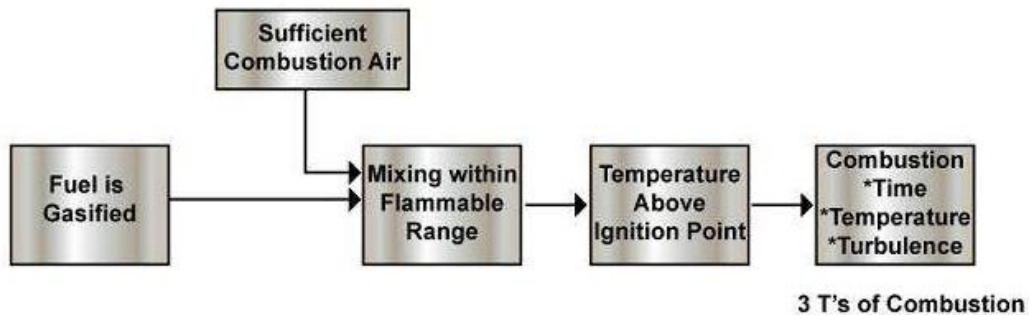 Sufficient
Combustion Air
Fuel is
Gasified
Mixing within
Flammable
Range
Temperature
Above
Ignition Point
Combustion
*Time
*Temperature
*Turbulence
3 T's of Combustion